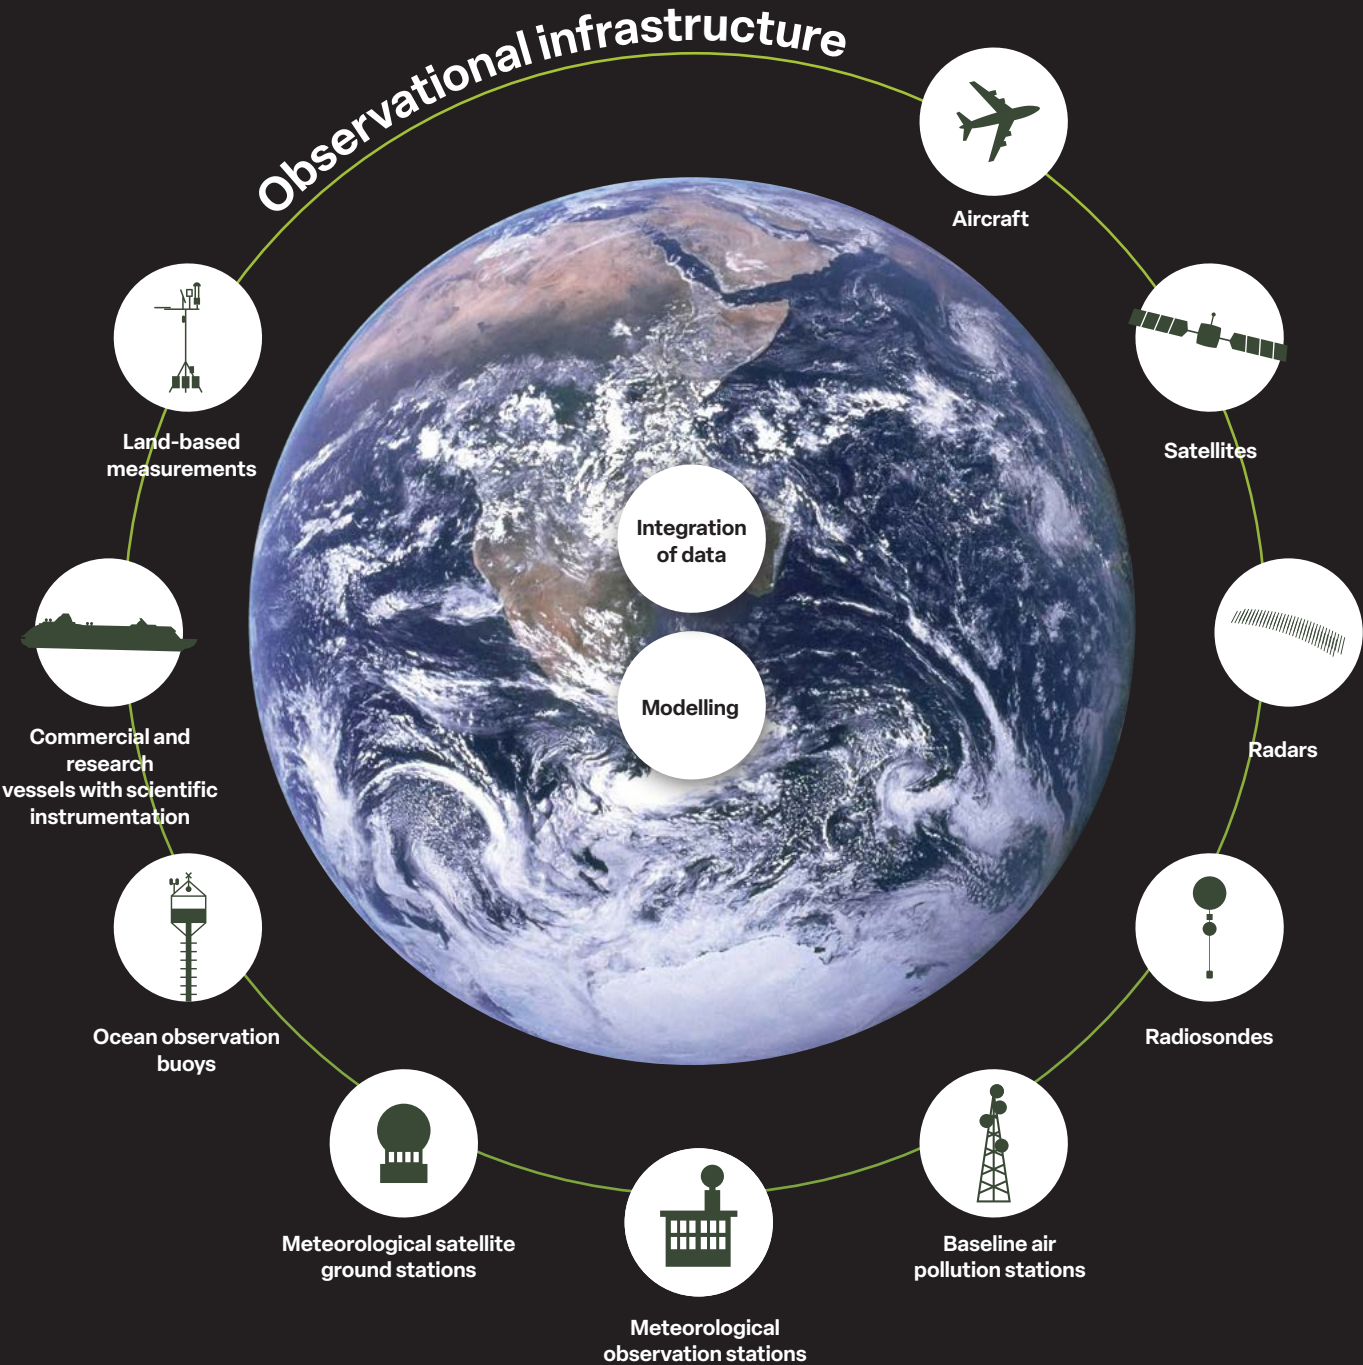 Observational infrastructure
Aircraft
Satellites
Radars
Radiosondes
Baseline air
pollution stations
Meteorological
observation stations
Meteorological satellite
ground stations
Ocean observation
buoys
Commercial and
research
vessels with scientific
instrumentation
Land-based
measurements
Integration
of data
Modelling